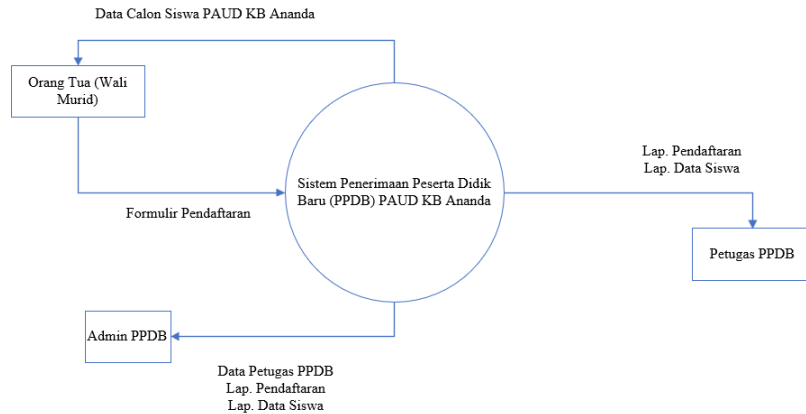 Data Calon Siswa PAUD KB Ananda
Orang Tua (Wali
Murid)
Formulir Pendaftaran
Sistem Penerimaan Peserta Didik
Baru (PPDB) PAUD KB Ananda
Lap. Pendaftaran
Lap. Data Siswa
Petugas PPDB
Admin PPDB
Data Petugas PPDB
Lap. Pendaftaran
Lap. Data Siswa